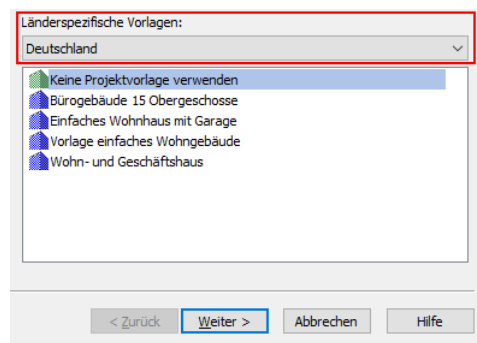 Länderspezifische Vorlagen:
Deutschland
Keine Projektvorlage verwenden
Bürogebäude 15 Obergeschosse
Einfaches Wohnhaus mit Garage
Vorlage einfaches Wohngebäude
Wohn- und Geschäftshaus
< Zurück Weiter > Abbrechen Hilfe